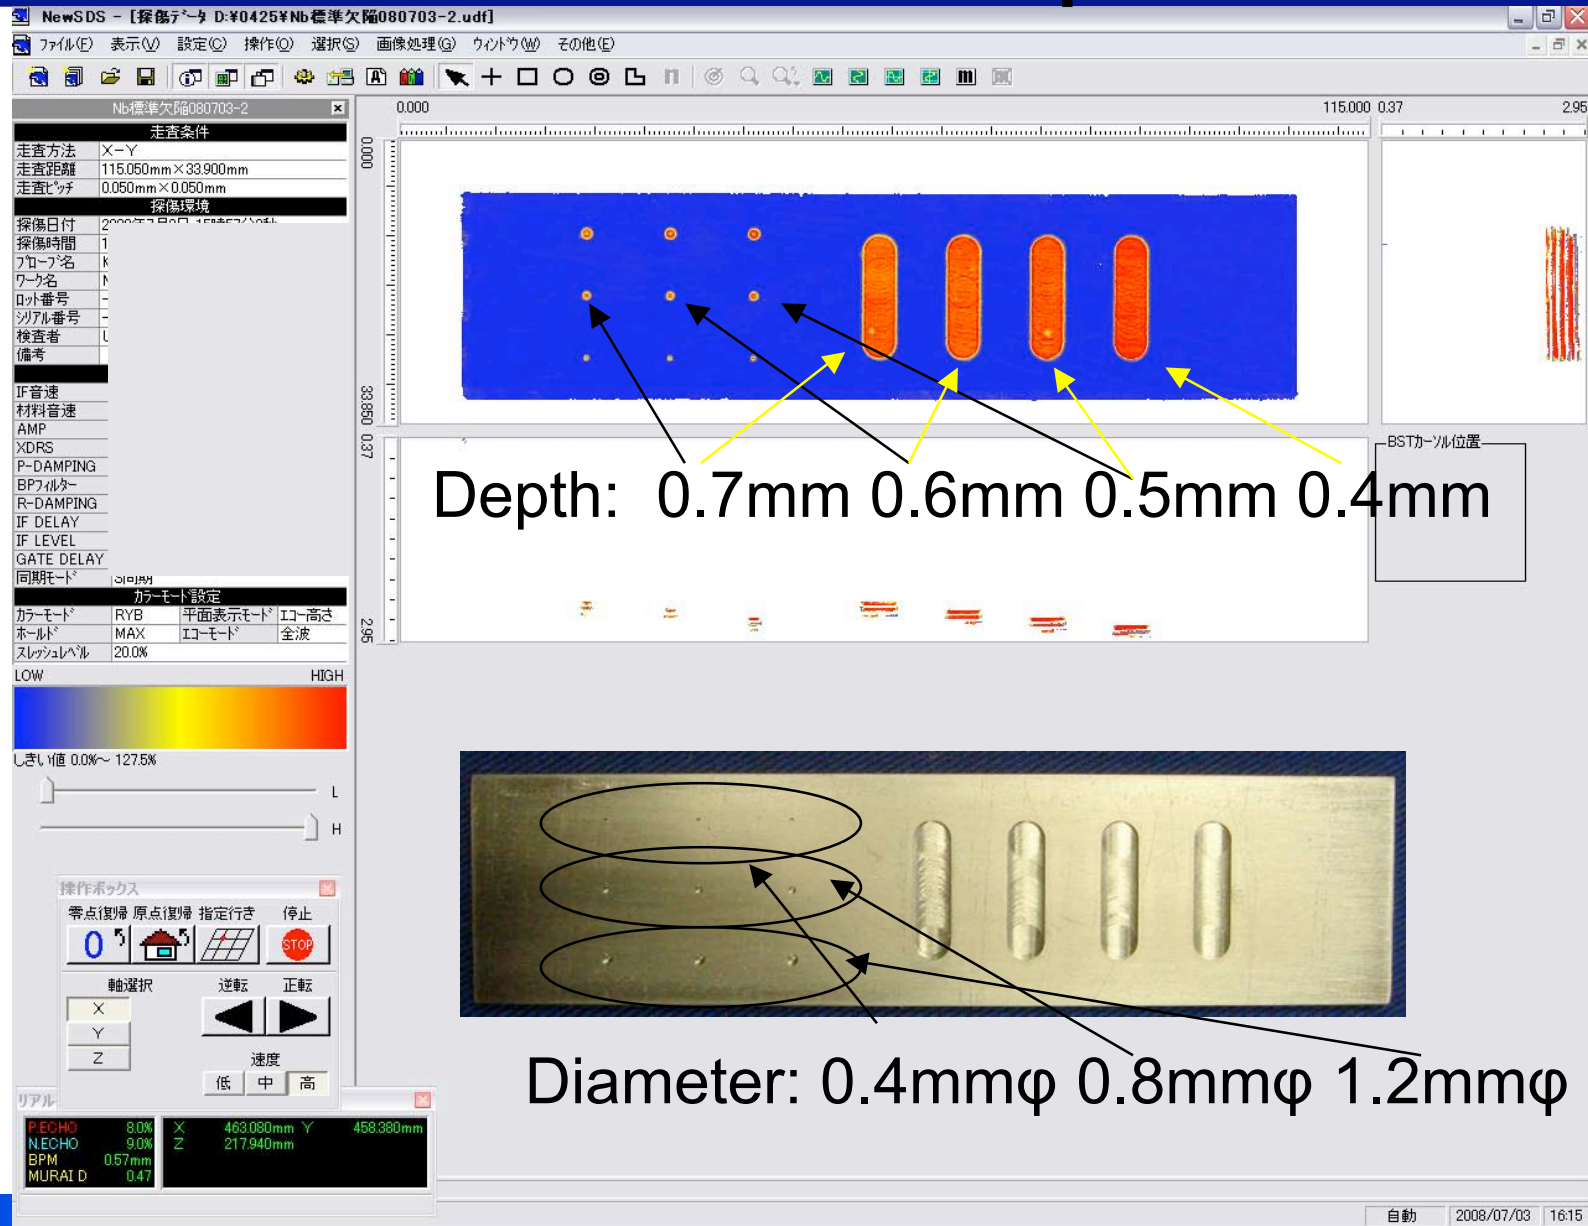 NewSDS - [探傷ﾃﾞｰﾀ D:¥0425¥Nb標準欠陥080703-2.udf]
ﾌｧｲﾙ(F) 表示(V) 設定(C) 操作(O) 選択(S) 画像処理(G) ｳｨﾝﾄﾞｳ(W) その他(E)
Nb標準欠陥080703-2
走査条件
走査方法 X-Y
走査距離 115.050mm×33.900mm
走査ﾋﾟｯﾁ 0.050mm×0.050mm
探傷環境
探傷日付
探傷時間 1
ﾌﾟﾛｰﾌﾞ名 K
ﾜｰｸ名 N
ﾛｯﾄ番号 -
ｼﾘｱﾙ番号 -
検査者 U
備考
IF音速
材料音速
AMP
XDRS
P-DAMPING
BPﾌｨﾙﾀｰ
R-DAMPING
IF DELAY
IF LEVEL
GATE DELAY
同期ﾓｰﾄﾞ S同期
ｶﾗｰﾓｰﾄﾞ設定
ｶﾗｰﾓｰﾄﾞ RYB 平面表示ﾓｰﾄﾞ ｴｺｰ高さ
ﾎｰﾙﾄﾞ MAX ｴｺｰﾓｰﾄﾞ 全波
ｽﾚｯｼｭﾚﾍﾞﾙ 20.0%
LOW HIGH
しきい値 0.0%～ 127.5%
L
H
0.000 115.000 0.37 2.95
0.000
33.850
0.37
2.95
BSTｶｰｿﾙ位置
Depth: 0.7mm 0.6mm 0.5mm 0.4mm
Diameter: 0.4mmφ 0.8mmφ 1.2mmφ
操作ﾎﾞｯｸｽ
零点復帰 原点復帰 指定行き 停止
0 STOP
軸選択 逆転 正転
X
Y
Z
速度
低 中 高
ﾘｱﾙ
P.ECHO 8.0% X 463.080mm Y 458.380mm
N.ECHO 9.0% Z 217.940mm
BPM 0.57mm
MURAI D 0.47
自動 2008/07/03 16:15